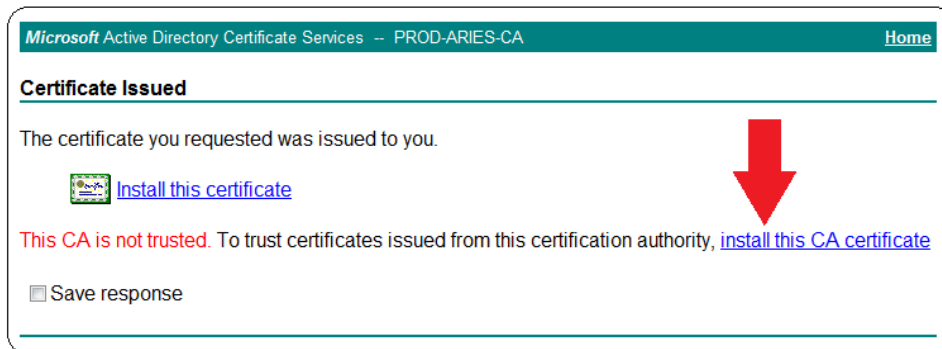 Microsoft Active Directory Certificate Services -- PROD-ARIES-CA Home
Certificate Issued
The certificate you requested was issued to you.
Install this certificate
This CA is not trusted. To trust certificates issued from this certification authority, install this CA certificate
Save response